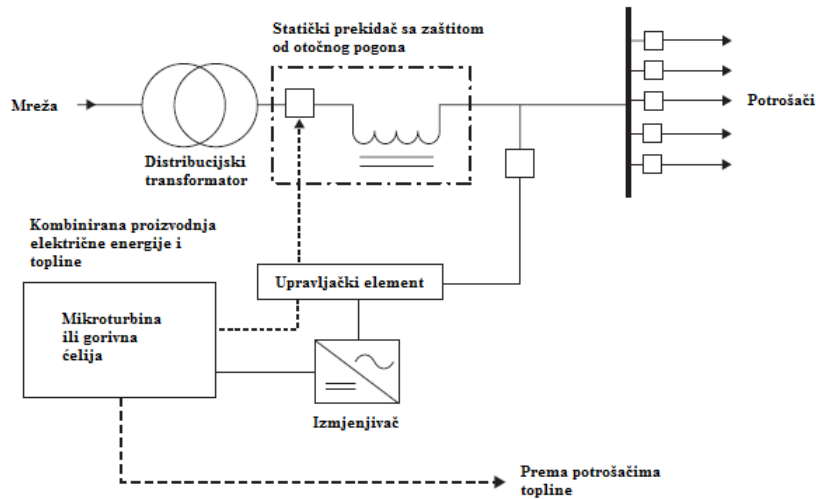 Statički prekidač sa zaštitom
od otočnog pogona
Mreža
Potrošači
Distribucijski
transformator
Kombinirana proizvodnja
električne energije i
topline
Upravljački element
Mikroturbina
ili gorivna
ćelija
Izmjenjivač
Prema potrošačima
topline